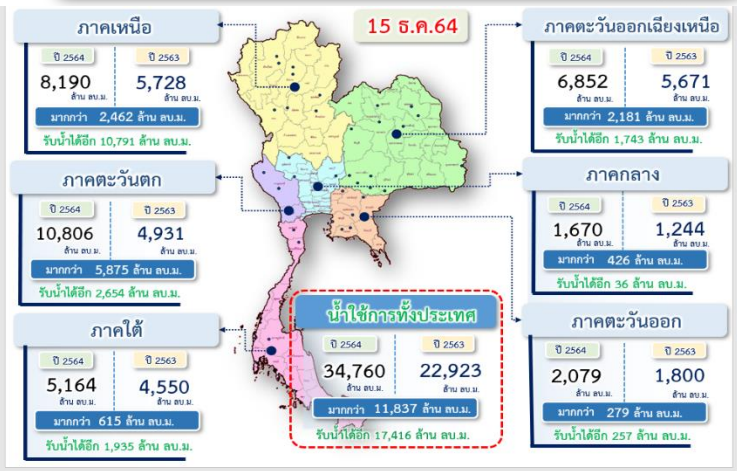 15 ธ.ค.64
ภาคเหนือ
ปี 2564 ปี 2563
8,190 5,728
ล้าน ลบ.ม. ล้าน ลบ.ม.
มากกว่า 2,462 ล้าน ลบ.ม.
รับน้ำได้อีก 10,791 ล้าน ลบ.ม.
ภาคตะวันออกเฉียงเหนือ
ปี 2564 ปี 2563
6,852 5,671
ล้าน ลบ.ม. ล้าน ลบ.ม.
มากกว่า 2,181 ล้าน ลบ.ม.
รับน้ำได้อีก 1,743 ล้าน ลบ.ม.
ภาคตะวันตก
ปี 2564 ปี 2563
10,806 4,931
ล้าน ลบ.ม. ล้าน ลบ.ม.
มากกว่า 5,875 ล้าน ลบ.ม.
รับน้ำได้อีก 2,654 ล้าน ลบ.ม.
ภาคกลาง
ปี 2564 ปี 2563
1,670 1,244
ล้าน ลบ.ม. ล้าน ลบ.ม.
มากกว่า 426 ล้าน ลบ.ม.
รับน้ำได้อีก 36 ล้าน ลบ.ม.
ภาคใต้
ปี 2564 ปี 2563
5,164 4,550
ล้าน ลบ.ม. ล้าน ลบ.ม.
มากกว่า 615 ล้าน ลบ.ม.
รับน้ำได้อีก 1,935 ล้าน ลบ.ม.
น้ำใช้การทั้งประเทศ
ปี 2564 ปี 2563
34,760 22,923
ล้าน ลบ.ม. ล้าน ลบ.ม.
มากกว่า 11,837 ล้าน ลบ.ม.
รับน้ำได้อีก 17,416 ล้าน ลบ.ม.
ภาคตะวันออก
ปี 2564 ปี 2563
2,079 1,800
ล้าน ลบ.ม. ล้าน ลบ.ม.
มากกว่า 279 ล้าน ลบ.ม.
รับน้ำได้อีก 257 ล้าน ลบ.ม.